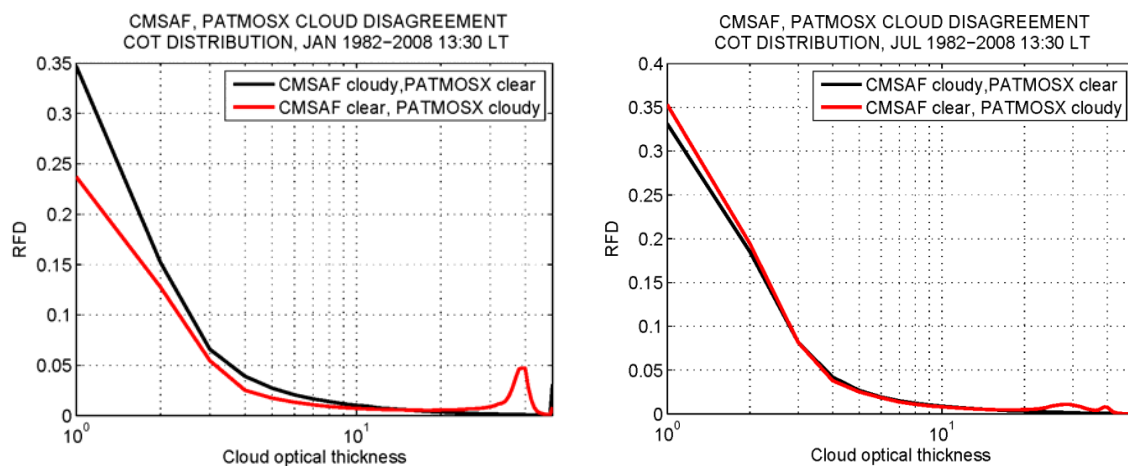 CMSAF, PATMOSX CLOUD DISAGREEMENT
COT DISTRIBUTION, JAN 1982−2008 13:30 LT
0.35
0.3
0.25
0.2
0.15
0.1
0.05
0
RFD
CMSAF cloudy,PATMOSX clear
CMSAF clear, PATMOSX cloudy
10^0
10^1
Cloud optical thickness
CMSAF, PATMOSX CLOUD DISAGREEMENT
COT DISTRIBUTION, JUL 1982−2008 13:30 LT
0.4
0.35
0.3
0.25
0.2
0.15
0.1
0.05
0
RFD
CMSAF cloudy,PATMOSX clear
CMSAF clear, PATMOSX cloudy
10^0
10^1
Cloud optical thickness